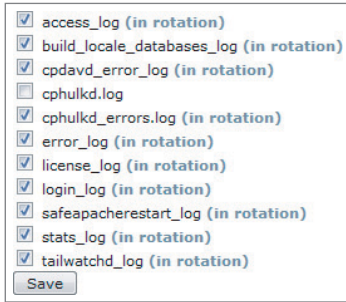 access_log (in rotation)
build_locale_databases_log (in rotation)
cpdavd_error_log (in rotation)
cphulkd.log
cphulkd_errors.log (in rotation)
error_log (in rotation)
license_log (in rotation)
login_log (in rotation)
safeapacherestart_log (in rotation)
stats_log (in rotation)
tailwatchd_log (in rotation)
Save